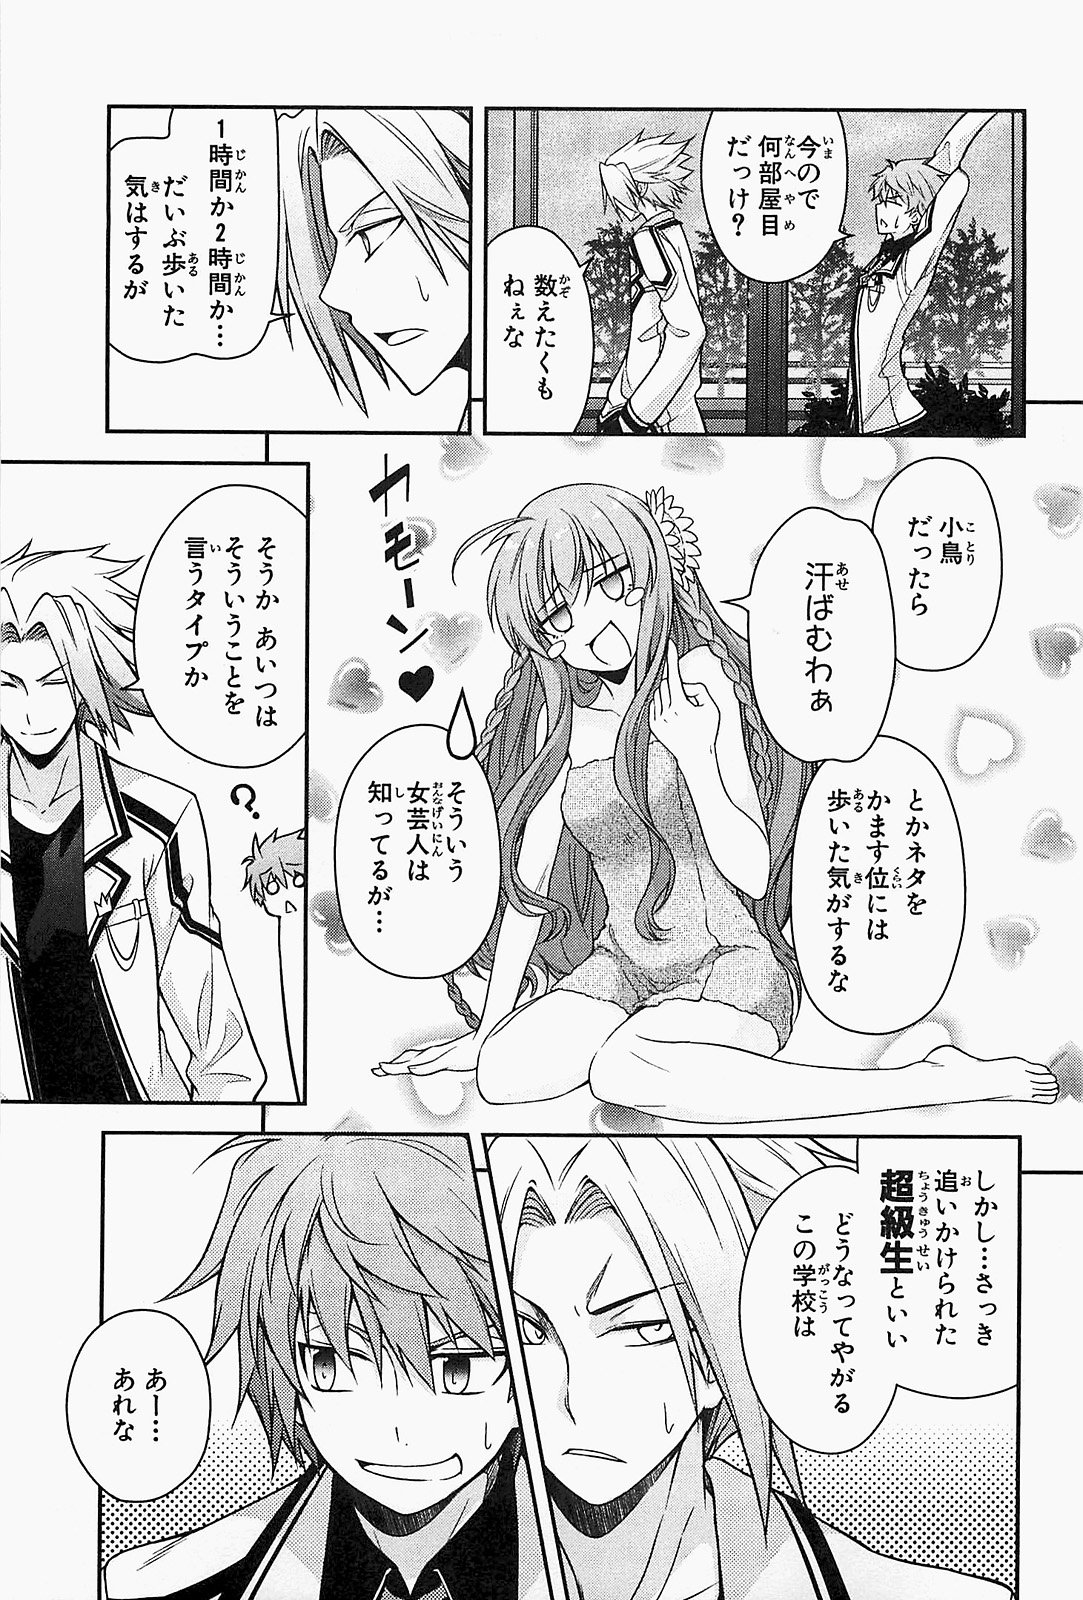 今のので
何部屋目
だっけ?
数えたくも
ねぇな
1時間か2時間か…
だいぶ歩いた
気はするが
小鳥
だったら
汗ばむわぁ
とかネタを
かます位には
歩いた気がするな
カモーン♥
そういう
女芸人は
知ってるが…
そうか あいつは
そういうことを
言うタイプか
?
しかし…さっき
追いかけられた
超級生といい
どうなってやがる
この学校は
あー…
あれな